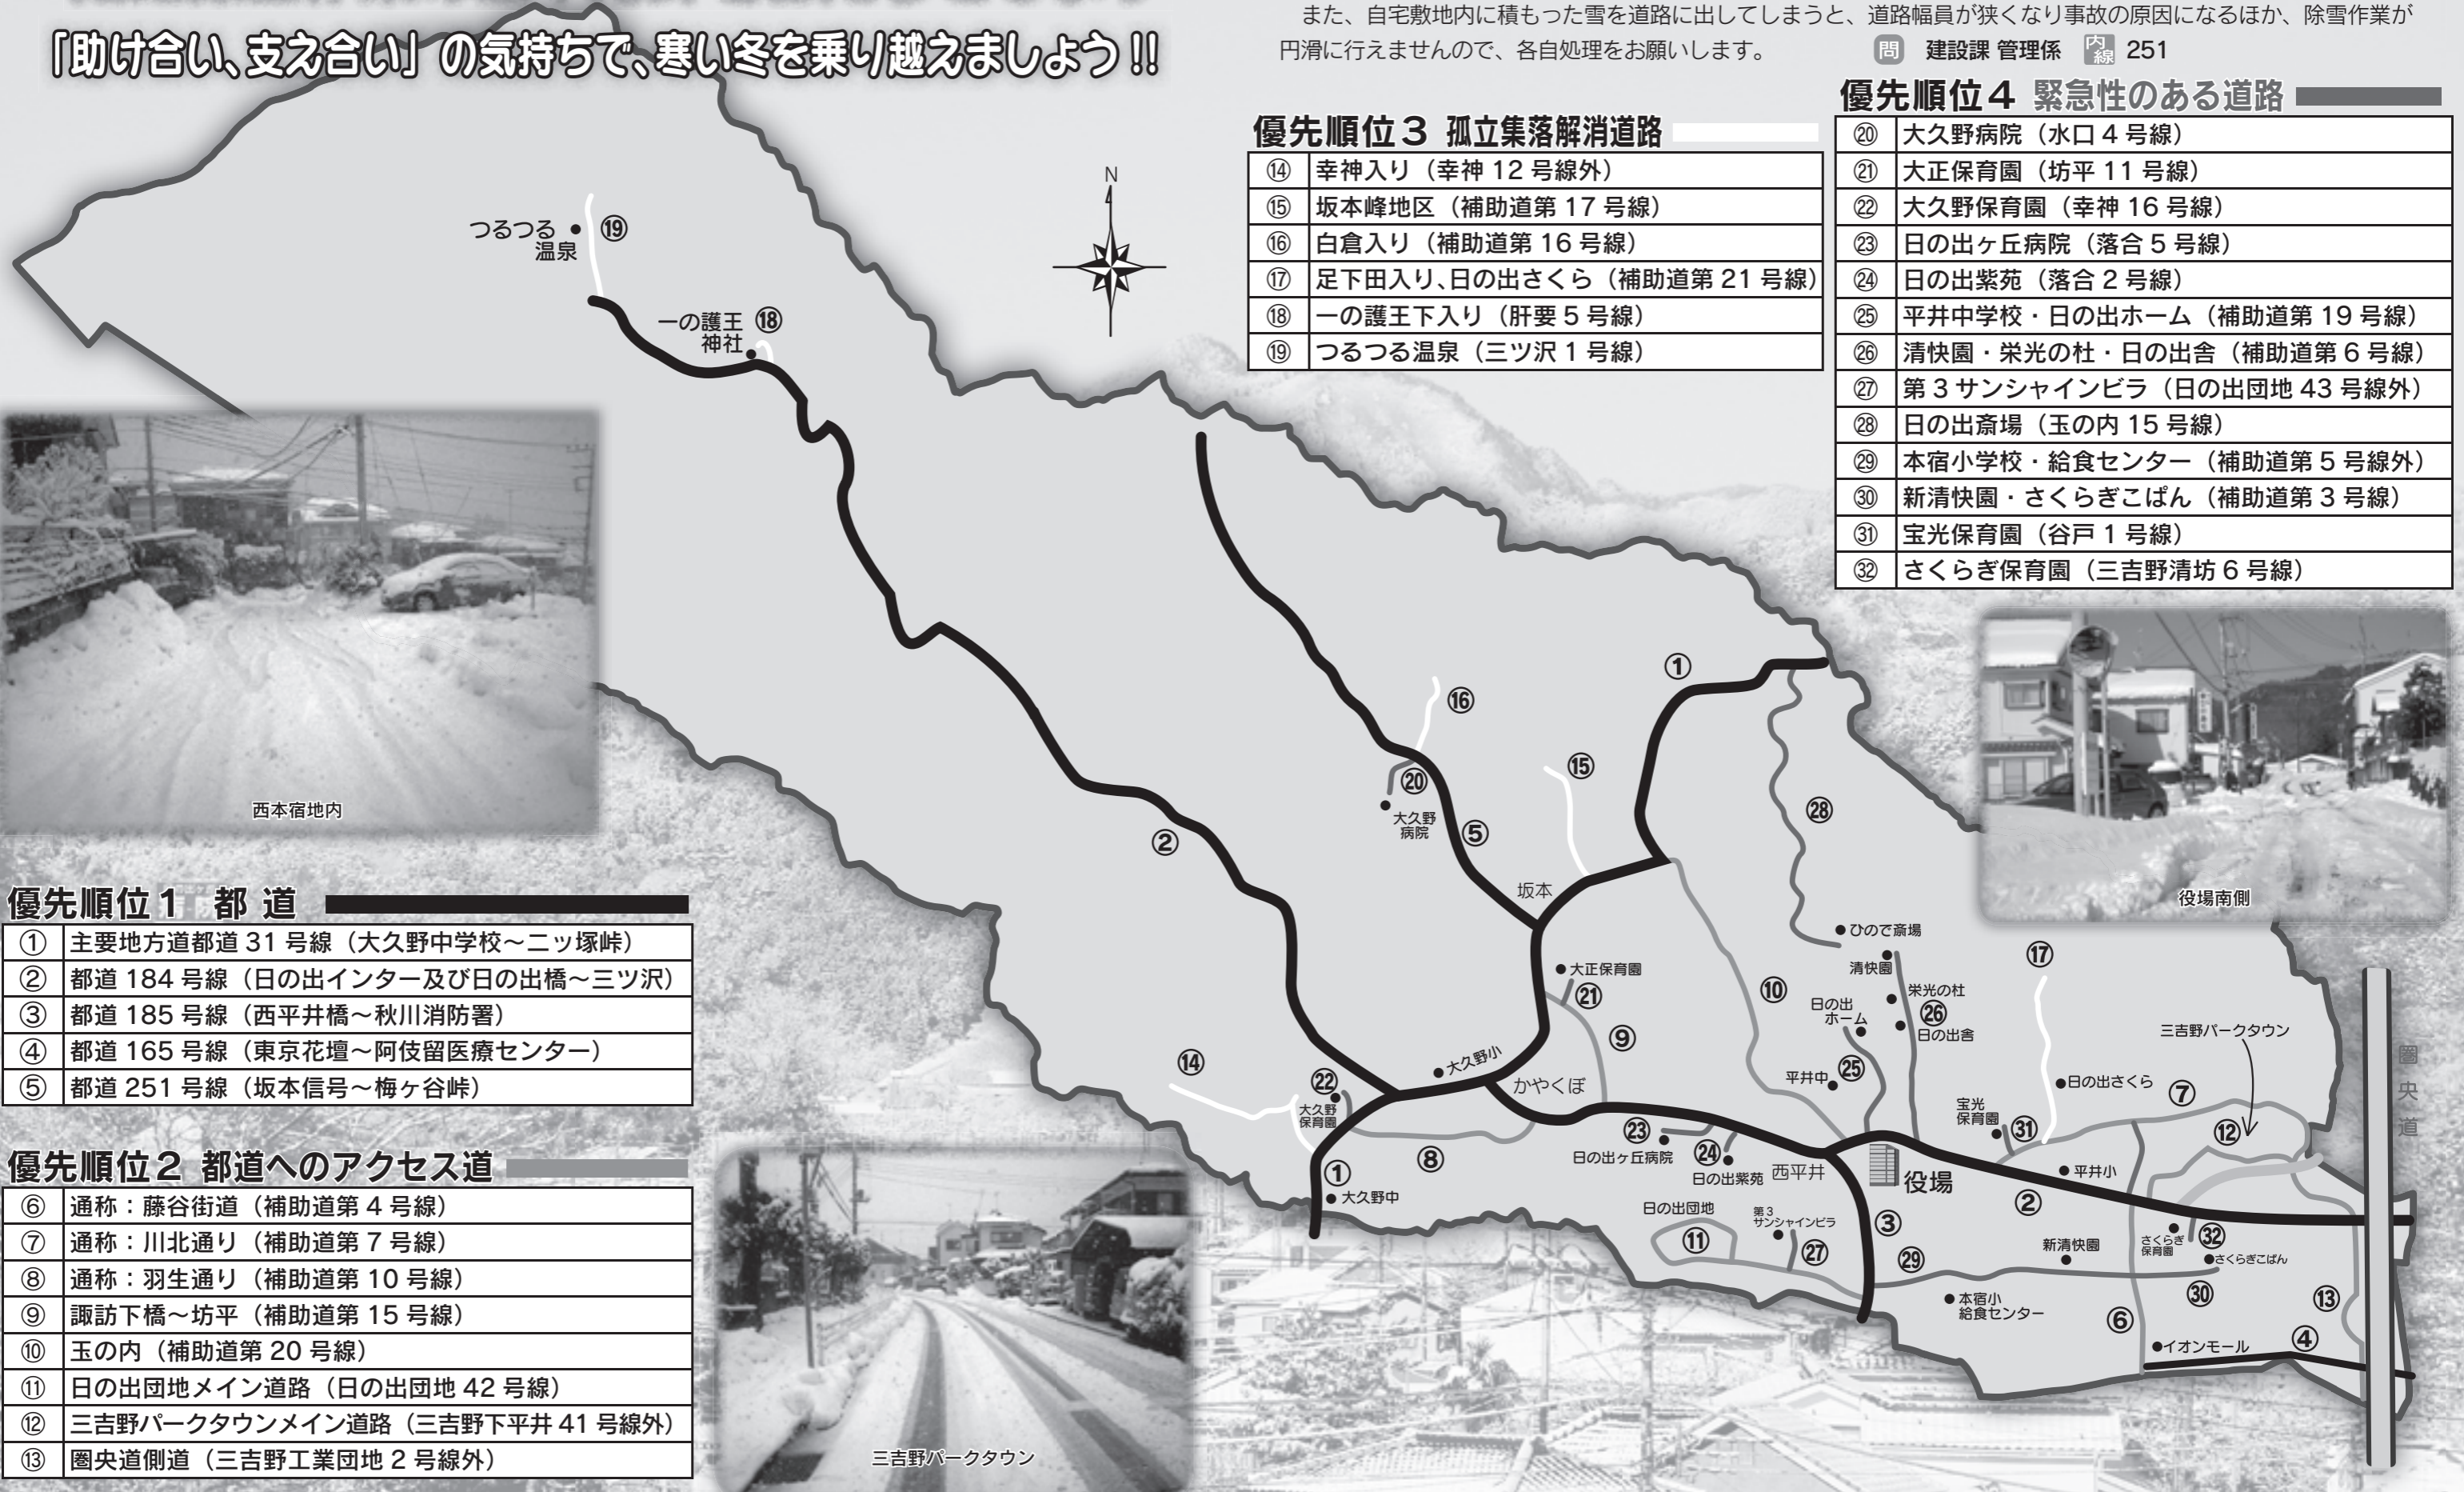 「助け合い、支え合い」の気持ちで、寒い冬を乗り越えましょう!!
また、自宅敷地内に積もった雪を道路に出してしまうと、道路幅員が狭くなり事故の原因になるほか、除雪作業が
円滑に行えませんので、各自処理をお願いします。 問 建設課 管理係 内線 251
優先順位3 孤立集落解消道路
⑭ 幸神入り（幸神 12 号線外）
⑮ 坂本峰地区（補助道第 17 号線）
⑯ 白倉入り（補助道第 16 号線）
⑰ 足下田入り、日の出さくら（補助道第 21 号線）
⑱ 一の護王下入り（肝要 5 号線）
⑲ つるつる温泉（三ツ沢 1 号線）
優先順位4 緊急性のある道路
⑳ 大久野病院（水口 4 号線）
㉑ 大正保育園（坊平 11 号線）
㉒ 大久野保育園（幸神 16 号線）
㉓ 日の出ヶ丘病院（落合 5 号線）
㉔ 日の出紫苑（落合 2 号線）
㉕ 平井中学校・日の出ホーム（補助道第 19 号線）
㉖ 清快園・栄光の杜・日の出舎（補助道第 6 号線）
㉗ 第 3 サンシャインビラ（日の出団地 43 号線外）
㉘ 日の出斎場（玉の内 15 号線）
㉙ 本宿小学校・給食センター（補助道第 5 号線外）
㉚ 新清快園・さくらぎこぱん（補助道第 3 号線）
㉛ 宝光保育園（谷戸 1 号線）
㉜ さくらぎ保育園（三吉野清坊 6 号線）
N
つるつる
温泉
⑲
一の護王
神社
⑱
西本宿地内
役場南側
①
⑯
⑮
⑳
大久野
病院
⑤
㉘
②
坂本
優先順位1 都道
① 主要地方道都道 31 号線（大久野中学校～二ッ塚峠）
② 都道 184 号線（日の出インター及び日の出橋～三ツ沢）
③ 都道 185 号線（西平井橋～秋川消防署）
④ 都道 165 号線（東京花壇～阿伎留医療センター）
⑤ 都道 251 号線（坂本信号～梅ヶ谷峠）
優先順位2 都道へのアクセス道
⑥ 通称：藤谷街道（補助道第 4 号線）
⑦ 通称：川北通り（補助道第 7 号線）
⑧ 通称：羽生通り（補助道第 10 号線）
⑨ 諏訪下橋～坊平（補助道第 15 号線）
⑩ 玉の内（補助道第 20 号線）
⑪ 日の出団地メイン道路（日の出団地 42 号線）
⑫ 三吉野パークタウンメイン道路（三吉野下平井 41 号線外）
⑬ 圏央道側道（三吉野工業団地 2 号線外）
三吉野パークタウン
ひので斎場
清快園
⑰
大正保育園
㉑
⑩
栄光の杜
日の出
ホーム
㉖
日の出舎
⑨
三吉野パークタウン
圏央道
⑭
大久野小
㉒
大久野
保育園
かやくぼ
平井中
㉕
日の出さくら
⑦
宝光
保育園
㉛
⑫
㉓
日の出ヶ丘病院
㉔
日の出紫苑
西平井
役場
平井小
①
⑧
大久野中
②
日の出団地
⑪
第3
サンシャインビラ
㉗
③
㉙
新清快園
さくらぎ
保育園
㉜
さくらぎこぱん
㉚
⑬
本宿小
給食センター
⑥
イオンモール
④